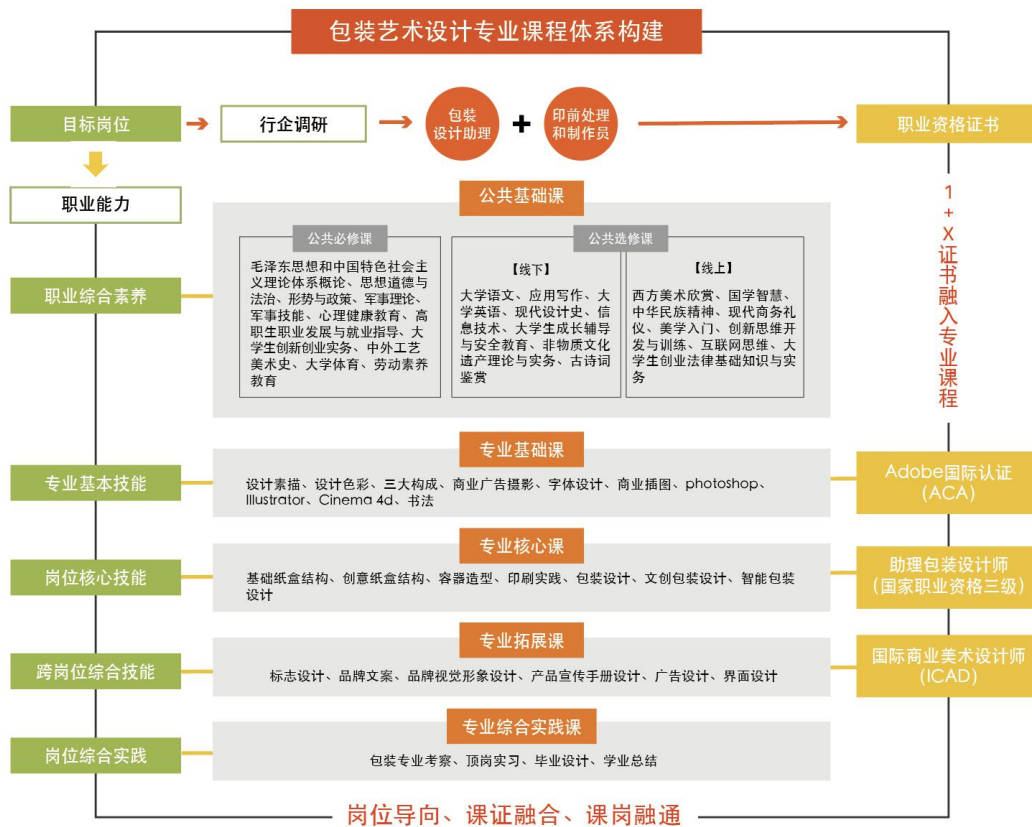 包装艺术设计专业课程体系构建
目标岗位
行企调研
包装
设计助理
+
印前处理
和制作员
职业资格证书
职业能力
1+X证书融入专业课程
公共基础课
职业综合素养
公共必修课
毛泽东思想和中国特色社会主
义理论体系概论、思想道德与
法治、形势与政策、军事理论、
军事技能、心理健康教育、高
职生职业发展与就业指导、大
学生创新创业实务、中外工艺
美术史、大学体育、劳动素养
教育
公共选修课
【线下】
大学语文、应用写作、大
学英语、现代设计史、信
息技术、大学生成长辅导
与安全教育、非物质文化
遗产理论与实务、古诗词
鉴赏
【线上】
西方美术欣赏、国学智慧、
中华民族精神、现代商务礼
仪、美学入门、创新思维开
发与训练、互联网思维、大
学生创业法律基础知识与实
务
专业基础课
专业基本技能
设计素描、设计色彩、三大构成、商业广告摄影、字体设计、商业插图、photoshop、
Illustrator、Cinema 4d、书法
Adobe国际认证
(ACA)
专业核心课
岗位核心技能
基础纸盒结构、创意纸盒结构、容器造型、印刷实践、包装设计、文创包装设计、智能包装
设计
助理包装设计师
（国家职业资格三级）
专业拓展课
跨岗位综合技能
标志设计、品牌文案、品牌视觉形象设计、产品宣传手册设计、广告设计、界面设计
国际商业美术设计师
(ICAD)
专业综合实践课
岗位综合实践
包装专业考察、顶岗实习、毕业设计、学业总结
岗位导向、课证融合、课岗融通